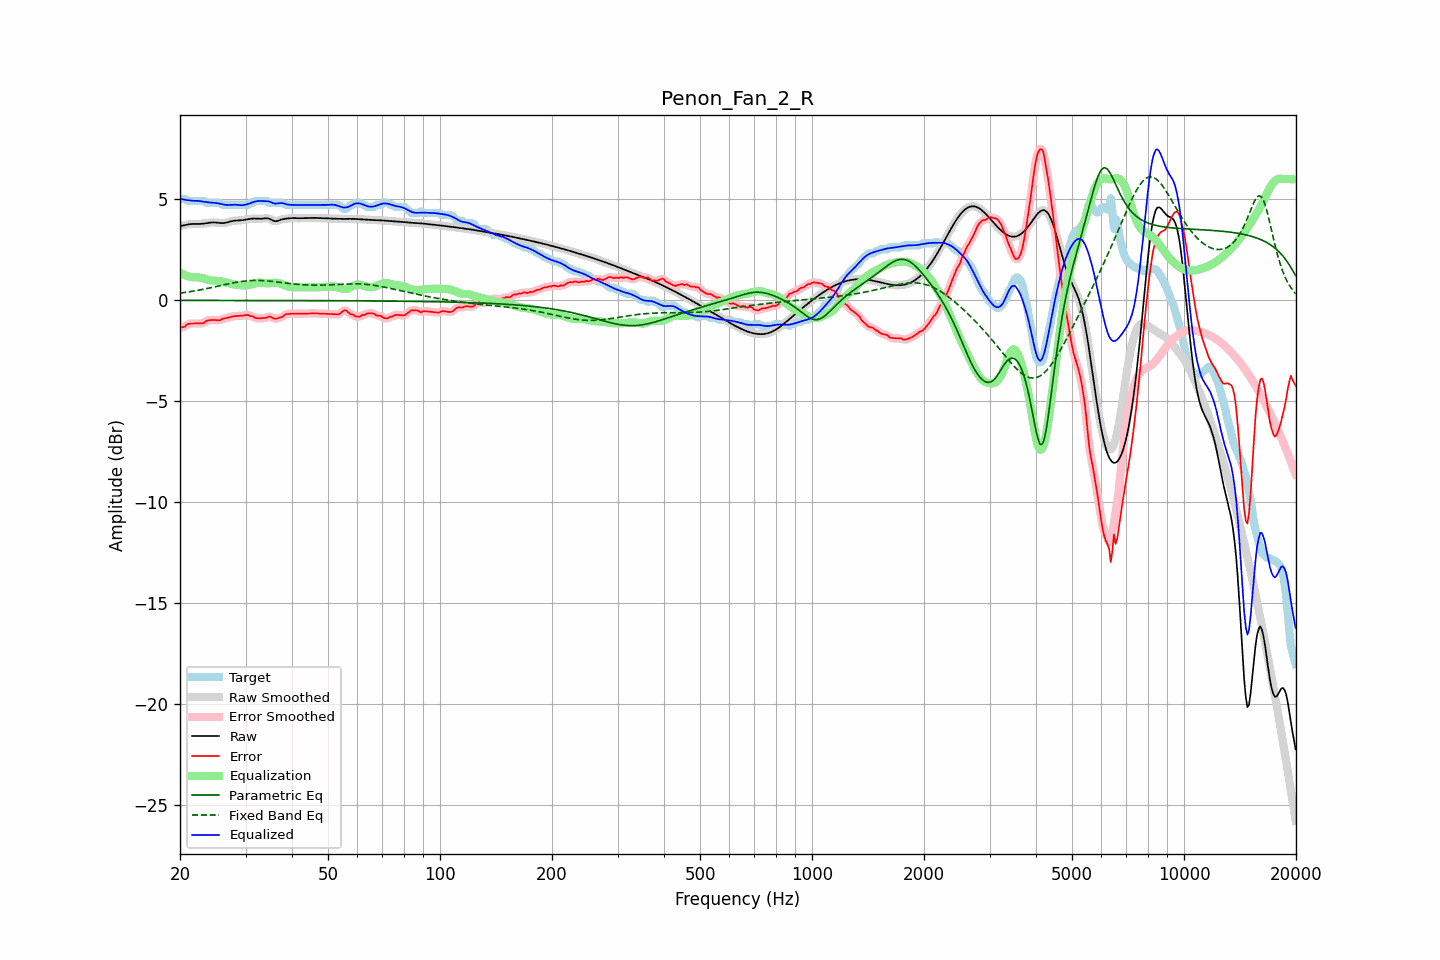 Penon_Fan_2_R
Amplitude (dBr)
5
0
−5
−10
−15
−20
−25
Target
Raw Smoothed
Error Smoothed
Raw
Error
Equalization
Parametric Eq
Fixed Band Eq
Equalized
20 50 100 200 500 1000 2000 5000 10000 20000
Frequency (Hz)